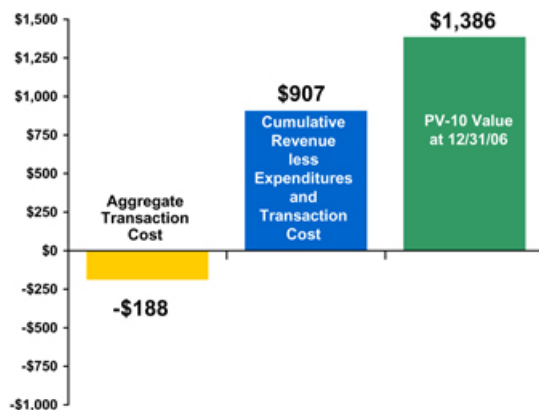 $1,500
$1,386
$1,250
$1,000
$907
$750
Cumulative
Revenue
less
Expenditures
and
Transaction
Cost
PV-10 Value
at 12/31/06
$500
$250
Aggregate
Transaction
Cost
$0
-$250
-$188
-$500
-$750
-$1,000